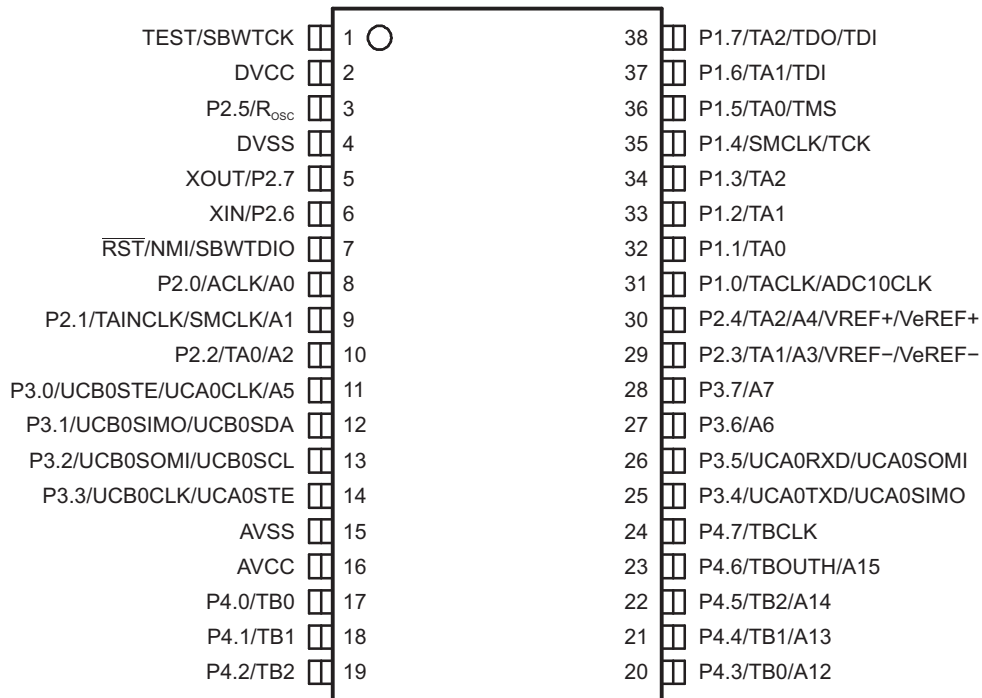 TEST/SBWTCK 1 38 P1.7/TA2/TDO/TDI
DVCC 2 37 P1.6/TA1/TDI
P2.5/ROSC 3 36 P1.5/TA0/TMS
DVSS 4 35 P1.4/SMCLK/TCK
XOUT/P2.7 5 34 P1.3/TA2
XIN/P2.6 6 33 P1.2/TA1
RST/NMI/SBWTDIO 7 32 P1.1/TA0
P2.0/ACLK/A0 8 31 P1.0/TACLK/ADC10CLK
P2.1/TAINCLK/SMCLK/A1 9 30 P2.4/TA2/A4/VREF+/VeREF+
P2.2/TA0/A2 10 29 P2.3/TA1/A3/VREF−/VeREF−
P3.0/UCB0STE/UCA0CLK/A5 11 28 P3.7/A7
P3.1/UCB0SIMO/UCB0SDA 12 27 P3.6/A6
P3.2/UCB0SOMI/UCB0SCL 13 26 P3.5/UCA0RXD/UCA0SOMI
P3.3/UCB0CLK/UCA0STE 14 25 P3.4/UCA0TXD/UCA0SIMO
AVSS 15 24 P4.7/TBCLK
AVCC 16 23 P4.6/TBOUTH/A15
P4.0/TB0 17 22 P4.5/TB2/A14
P4.1/TB1 18 21 P4.4/TB1/A13
P4.2/TB2 19 20 P4.3/TB0/A12